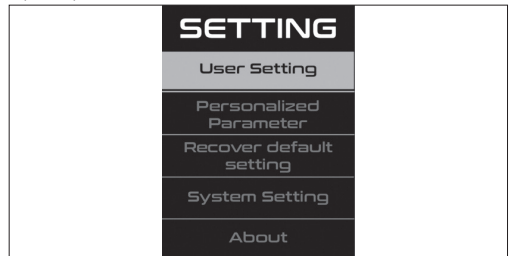 SETTING
User Setting
Personalized
Parameter
Recover default
setting
System Setting
About